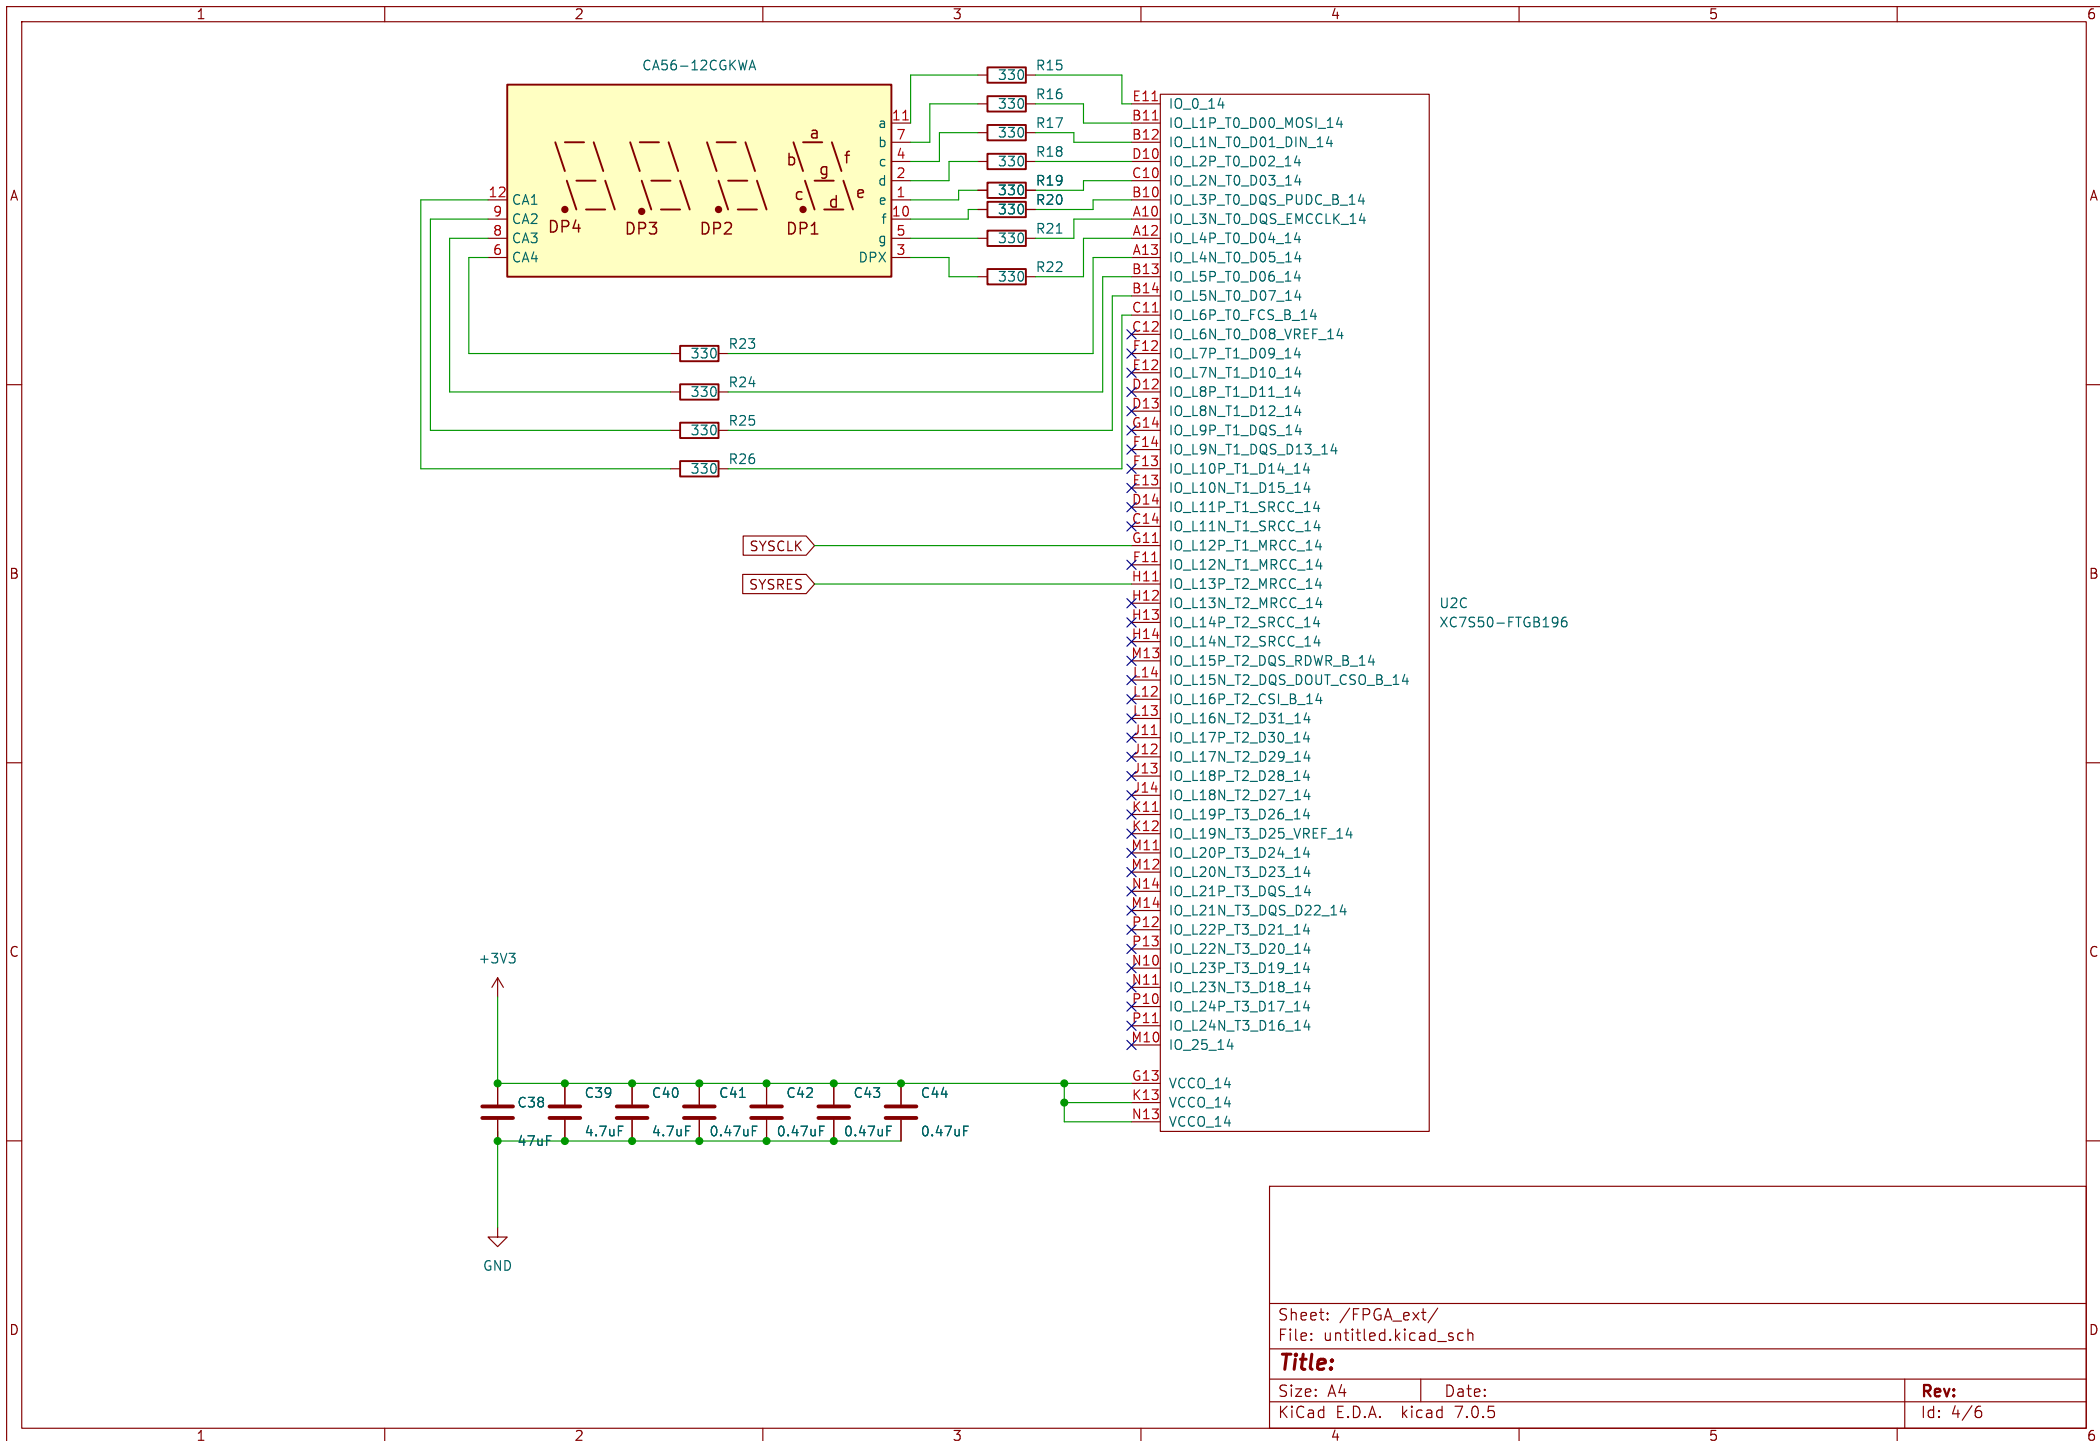 1 2 3 4 5 6
A
B
C
D
CA56-12CGKWA
a
b
f
g
c
e
d
DP4 DP3 DP2 DP1
12 CA1
9 CA2
8 CA3
6 CA4
a 11
b 7
c 4
d 2
e 1
f 10
g 5
DPX 3
330 R15
330 R16
330 R17
330 R18
330 R19
330 R20
330 R21
330 R22
330 R23
330 R24
330 R25
330 R26
SYSCLK
SYSRES
E11 IO_0_14
B11 IO_L1P_T0_D00_MOSI_14
B12 IO_L1N_T0_D01_DIN_14
D10 IO_L2P_T0_D02_14
C10 IO_L2N_T0_D03_14
B10 IO_L3P_T0_DQS_PUDC_B_14
A10 IO_L3N_T0_DQS_EMCCLK_14
A12 IO_L4P_T0_D04_14
A13 IO_L4N_T0_D05_14
B13 IO_L5P_T0_D06_14
B14 IO_L5N_T0_D07_14
C11 IO_L6P_T0_FCS_B_14
C12 IO_L6N_T0_D08_VREF_14
F12 IO_L7P_T1_D09_14
E12 IO_L7N_T1_D10_14
D12 IO_L8P_T1_D11_14
D13 IO_L8N_T1_D12_14
G14 IO_L9P_T1_DQS_14
F14 IO_L9N_T1_DQS_D13_14
F13 IO_L10P_T1_D14_14
E13 IO_L10N_T1_D15_14
D14 IO_L11P_T1_SRCC_14
C14 IO_L11N_T1_SRCC_14
G11 IO_L12P_T1_MRCC_14
F11 IO_L12N_T1_MRCC_14
H11 IO_L13P_T2_MRCC_14
H12 IO_L13N_T2_MRCC_14
H13 IO_L14P_T2_SRCC_14
H14 IO_L14N_T2_SRCC_14
M13 IO_L15P_T2_DQS_RDWR_B_14
L14 IO_L15N_T2_DQS_DOUT_CSO_B_14
L12 IO_L16P_T2_CSI_B_14
L13 IO_L16N_T2_D31_14
J11 IO_L17P_T2_D30_14
J12 IO_L17N_T2_D29_14
J13 IO_L18P_T2_D28_14
J14 IO_L18N_T2_D27_14
K11 IO_L19P_T3_D26_14
K12 IO_L19N_T3_D25_VREF_14
M11 IO_L20P_T3_D24_14
M12 IO_L20N_T3_D23_14
N14 IO_L21P_T3_DQS_14
M14 IO_L21N_T3_DQS_D22_14
P12 IO_L22P_T3_D21_14
P13 IO_L22N_T3_D20_14
N10 IO_L23P_T3_D19_14
N11 IO_L23N_T3_D18_14
P10 IO_L24P_T3_D17_14
P11 IO_L24N_T3_D16_14
M10 IO_25_14
G13 VCCO_14
K13 VCCO_14
N13 VCCO_14
U2C
XC7S50-FTGB196
+3V3
C38 C39 C40 C41 C42 C43 C44
47uF 4.7uF 4.7uF 0.47uF 0.47uF 0.47uF 0.47uF
GND
A
B
C
D
Sheet: /FPGA_ext/
File: untitled.kicad_sch
Title:
Size: A4 Date: Rev:
KiCad E.D.A. kicad 7.0.5 Id: 4/6
1 2 3 4 5 6